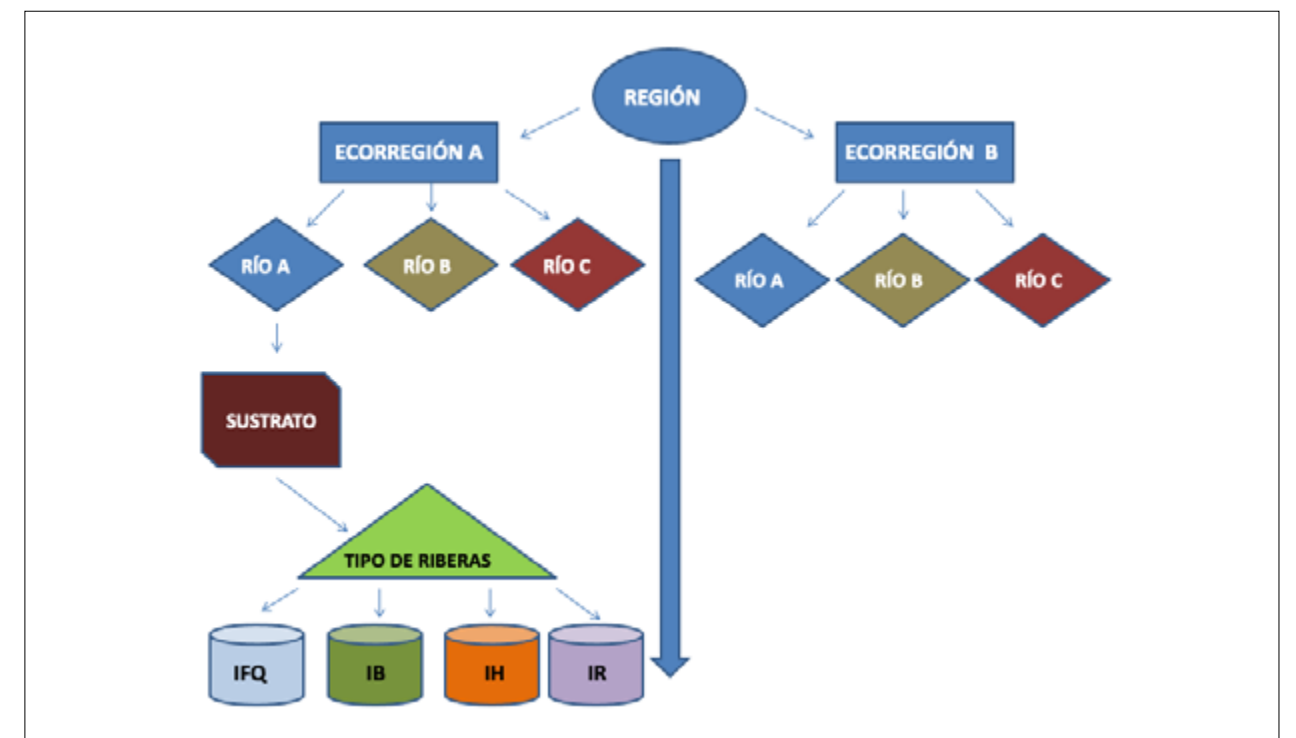 REGIÓN
ECORREGIÓN A
ECORREGIÓN B
RÍO A
RÍO B
RÍO C
RÍO A
RÍO B
RÍO C
SUSTRATO
TIPO DE RIBERAS
IFQ
IB
IH
IR